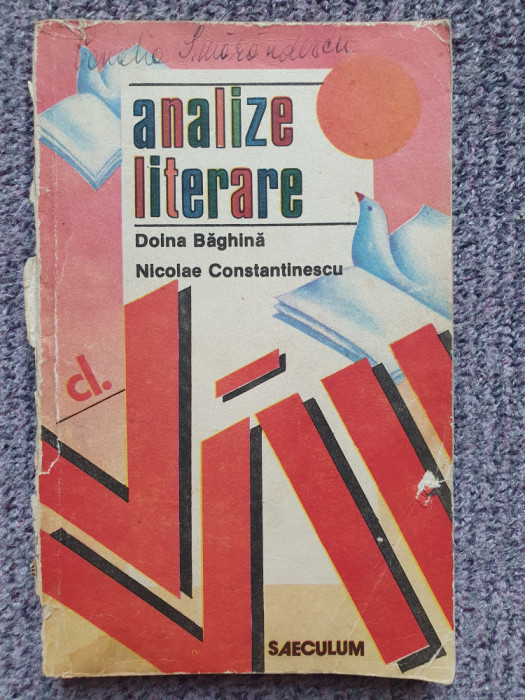 analize
literare
Doina Băghină
Nicolae Constantinescu
cl.
VIII
SAECULUM